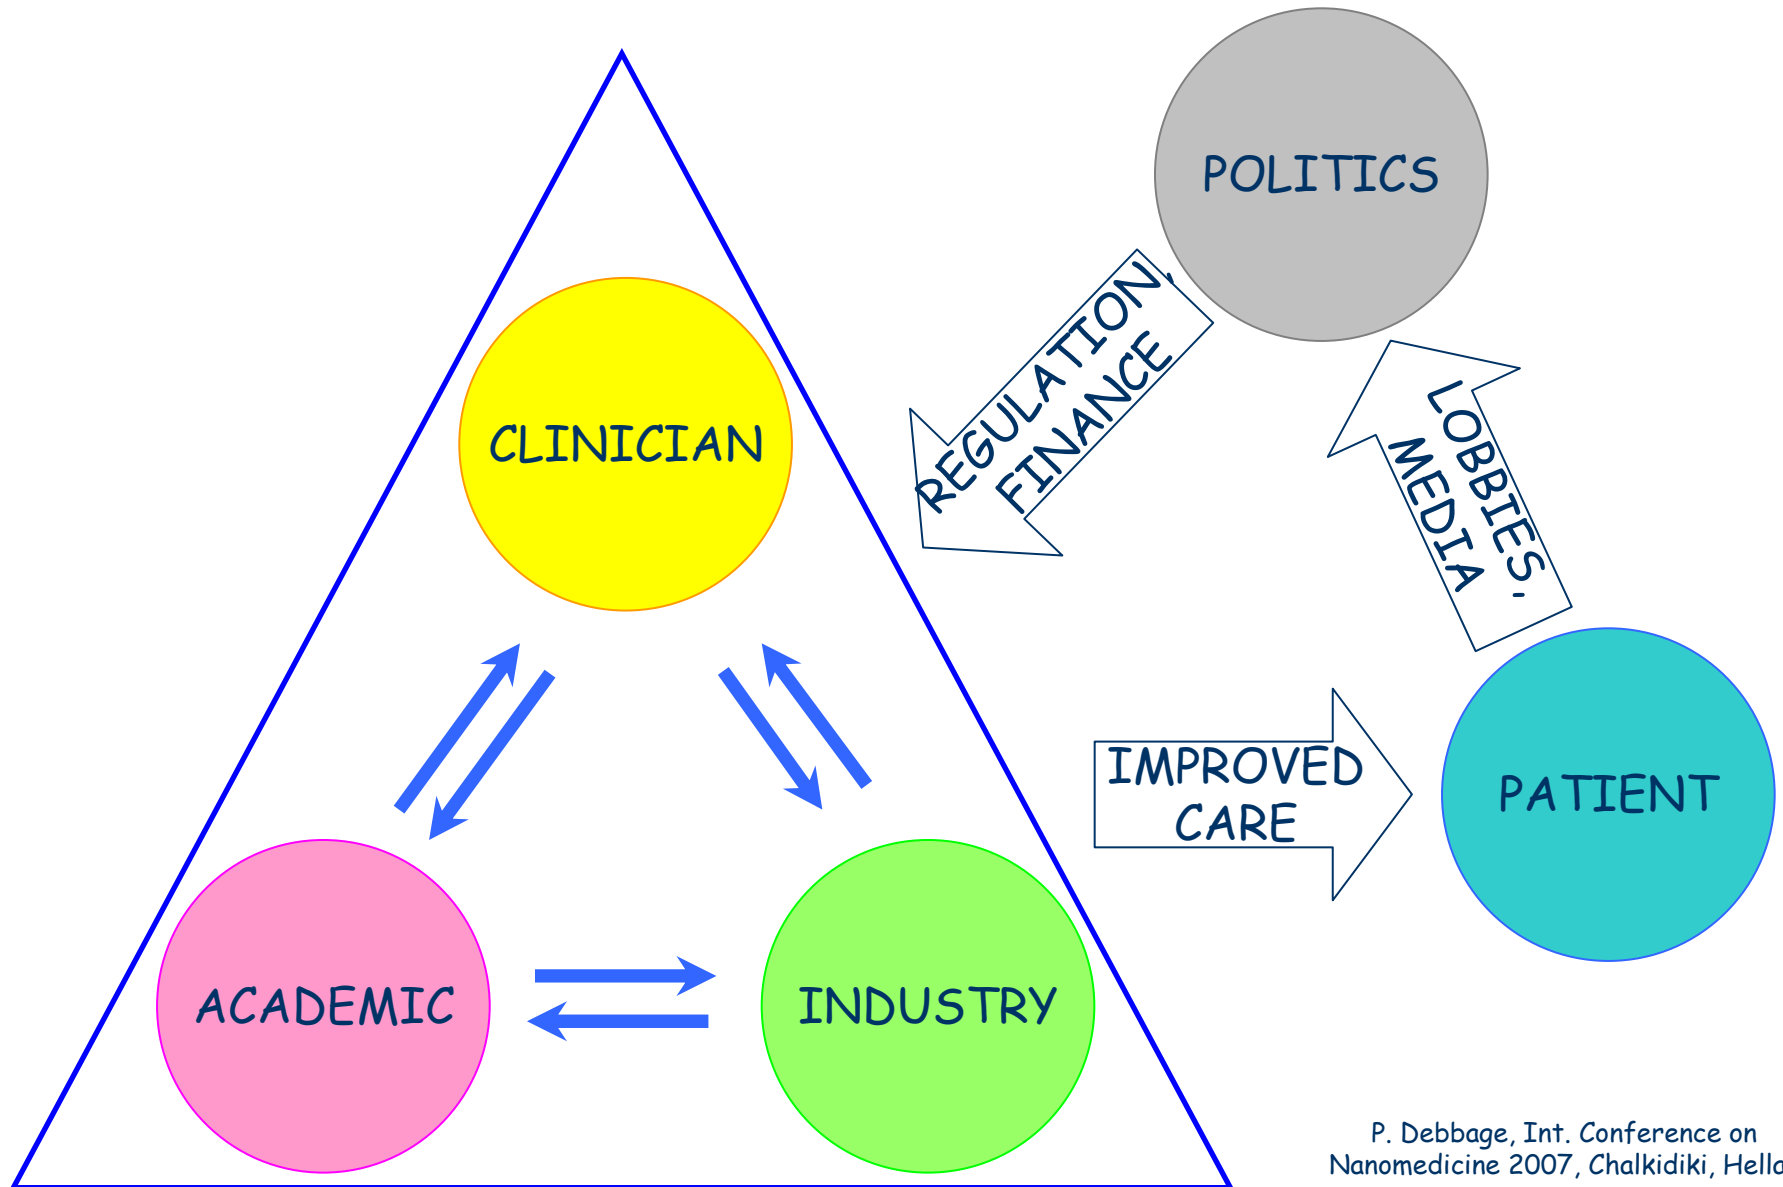 POLITICS
REGULATION,
FINANCE
CLINICIAN
LOBBIES,
MEDIA
IMPROVED
CARE
PATIENT
ACADEMIC
INDUSTRY
P. Debbage, Int. Conference on
Nanomedicine 2007, Chalkidiki,